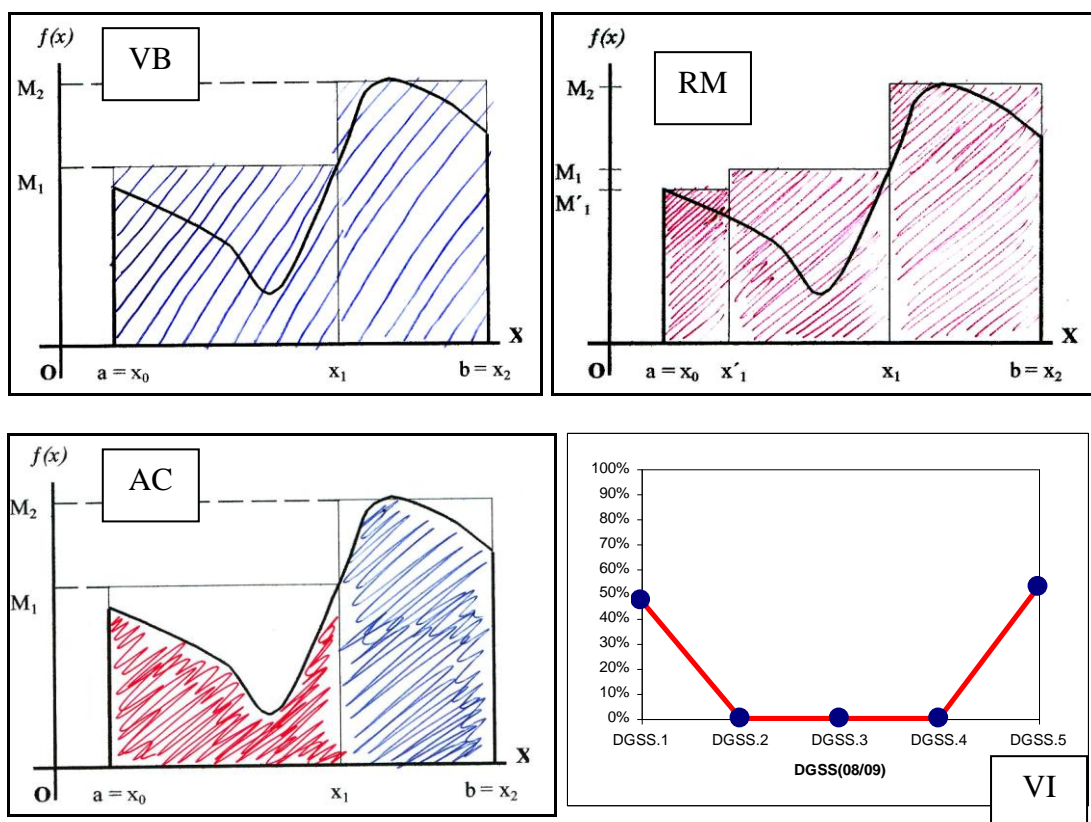 f(x)
VB
M2
M1
O
a = x0
x1
b = x2
X
f(x)
RM
M2
M1
M´1
O
a = x0
x´1
x1
b = x2
X
f(x)
AC
M2
M1
O
a = x0
x1
b = x2
X
100%
90%
80%
70%
60%
50%
40%
30%
20%
10%
0%
DGSS.1 DGSS.2 DGSS.3 DGSS.4 DGSS.5
DGSS(08/09)
VI